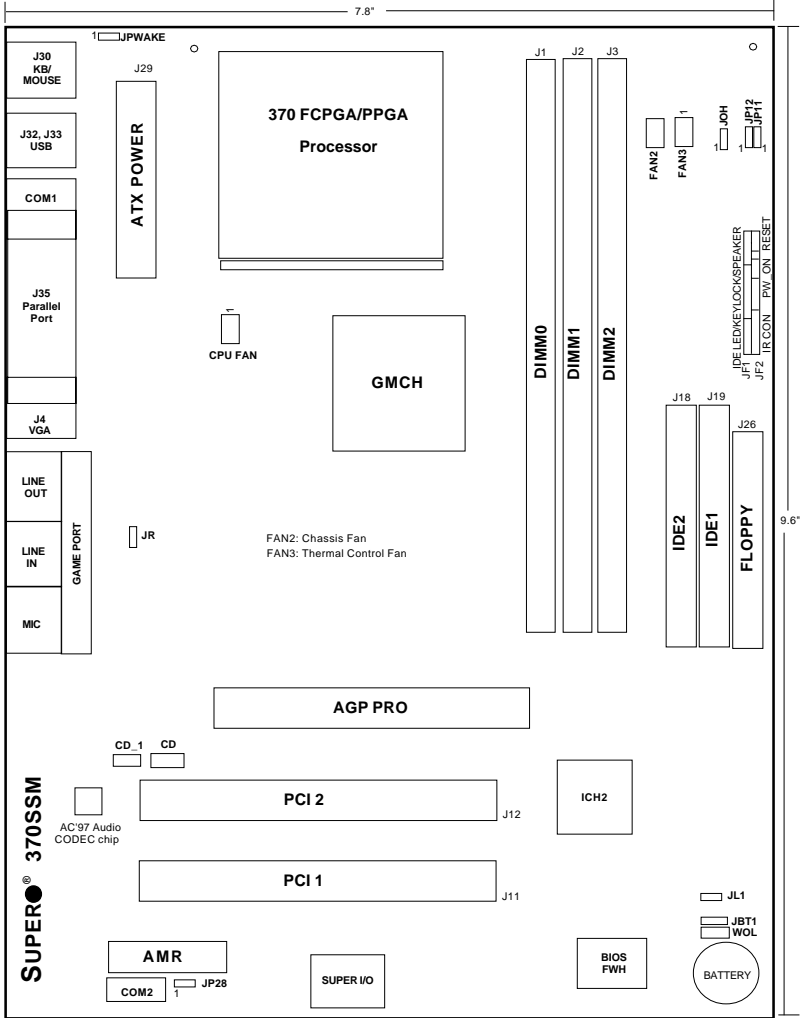 7.8"
1 JPWAKE
J30
KB/
MOUSE
J29
J1
J2
J3
370 FCPGA/PPGA
Processor
J32, J33
USB
ATX POWER
FAN2
FAN3
1
JOH
1
JP12
JP11
1
1
COM1
J35
Parallel
Port
IDE LED/KEYLOCK/SPEAKER
IR CON PW_ON RESET
JF1
JF2
1
CPU FAN
GMCH
DIMM0
DIMM1
DIMM2
J4
VGA
J18
J19
J26
LINE
OUT
LINE
IN
MIC
GAME PORT
JR
FAN2: Chassis Fan
FAN3: Thermal Control Fan
IDE2
IDE1
FLOPPY
9.6"
AGP PRO
CD_1
CD
PCI 2
J12
ICH2
AC'97 Audio
CODEC chip
PCI 1
J11
SUPER® 370SSM
JL1
JBT1
WOL
AMR
COM2
1
JP28
SUPER I/O
BIOS
FWH
BATTERY